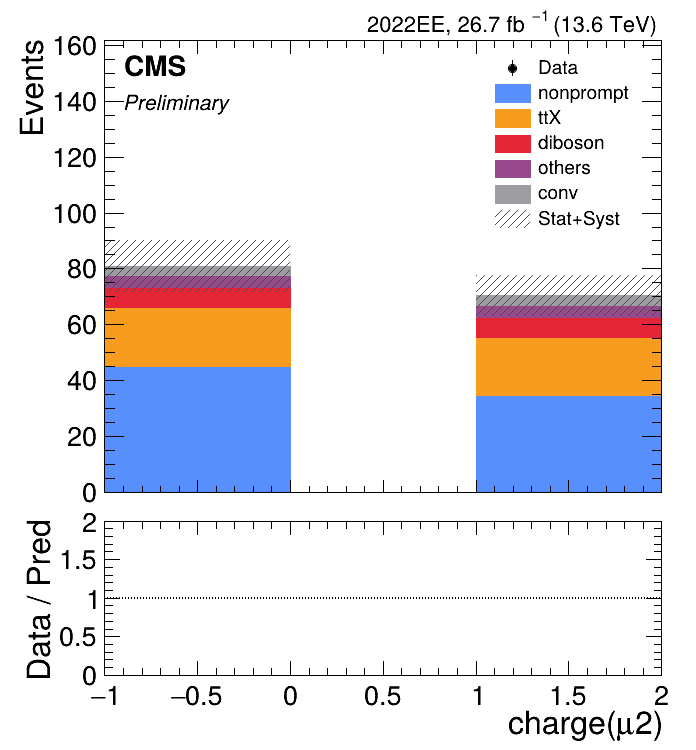 2022EE, 26.7 fb⁻¹ (13.6 TeV)
CMS
Preliminary
Events
160
140
120
100
80
60
40
20
0
Data
nonprompt
ttX
diboson
others
conv
Stat+Syst
Data / Pred
2
1.5
1
0.5
0
−1 −0.5 0 0.5 1 1.5 2
charge(μ2)